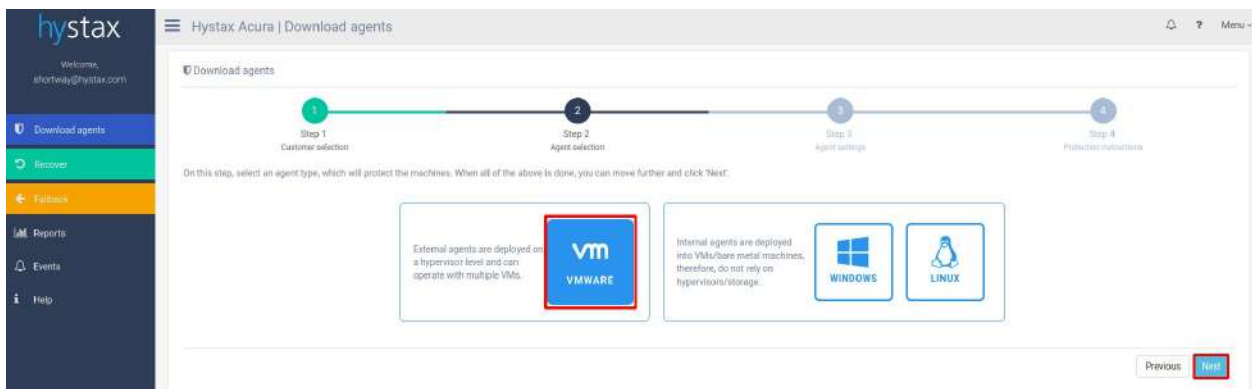 hystax
Hystax Acura | Download agents
?
Menu
Welcome,
shortway@hystax.com
Download agents
1
2
3
4
Step 1
Step 2
Step 3
Step 4
Customer selection
Agent selection
Agent settings
Protection instructions
Download agents
Recover
Failback
Reports
Events
Help
On this step, select an agent type, which will protect the machines. When all of the above is done, you can move further and click 'Next'.
External agents are deployed on
a hypervisor level and can
operate with multiple VMs.
vm
VMWARE
Internal agents are deployed
into VMs/bare metal machines,
therefore, do not rely on
hypervisors/storage.
WINDOWS
LINUX
Previous
Next